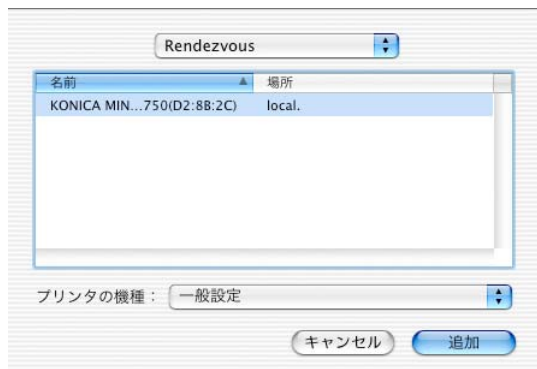 Rendezvous
名前 場所
KONICA MIN...750(D2:8B:2C) local.
プリンタの機種： 一般設定
キャンセル 追加